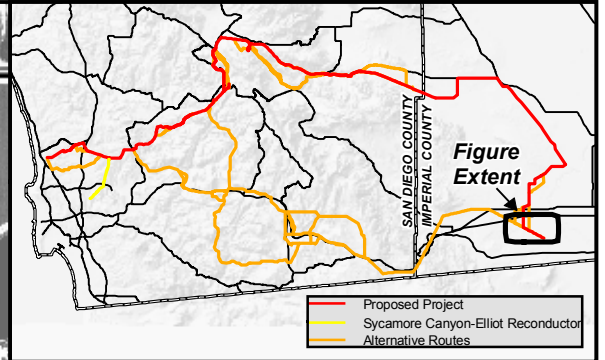 SAN DIEGO COUNTY
IMPERIAL COUNTY
Figure
Extent
Proposed Project
Sycamore Canyon-Elliot Reconductor
Alternative Routes